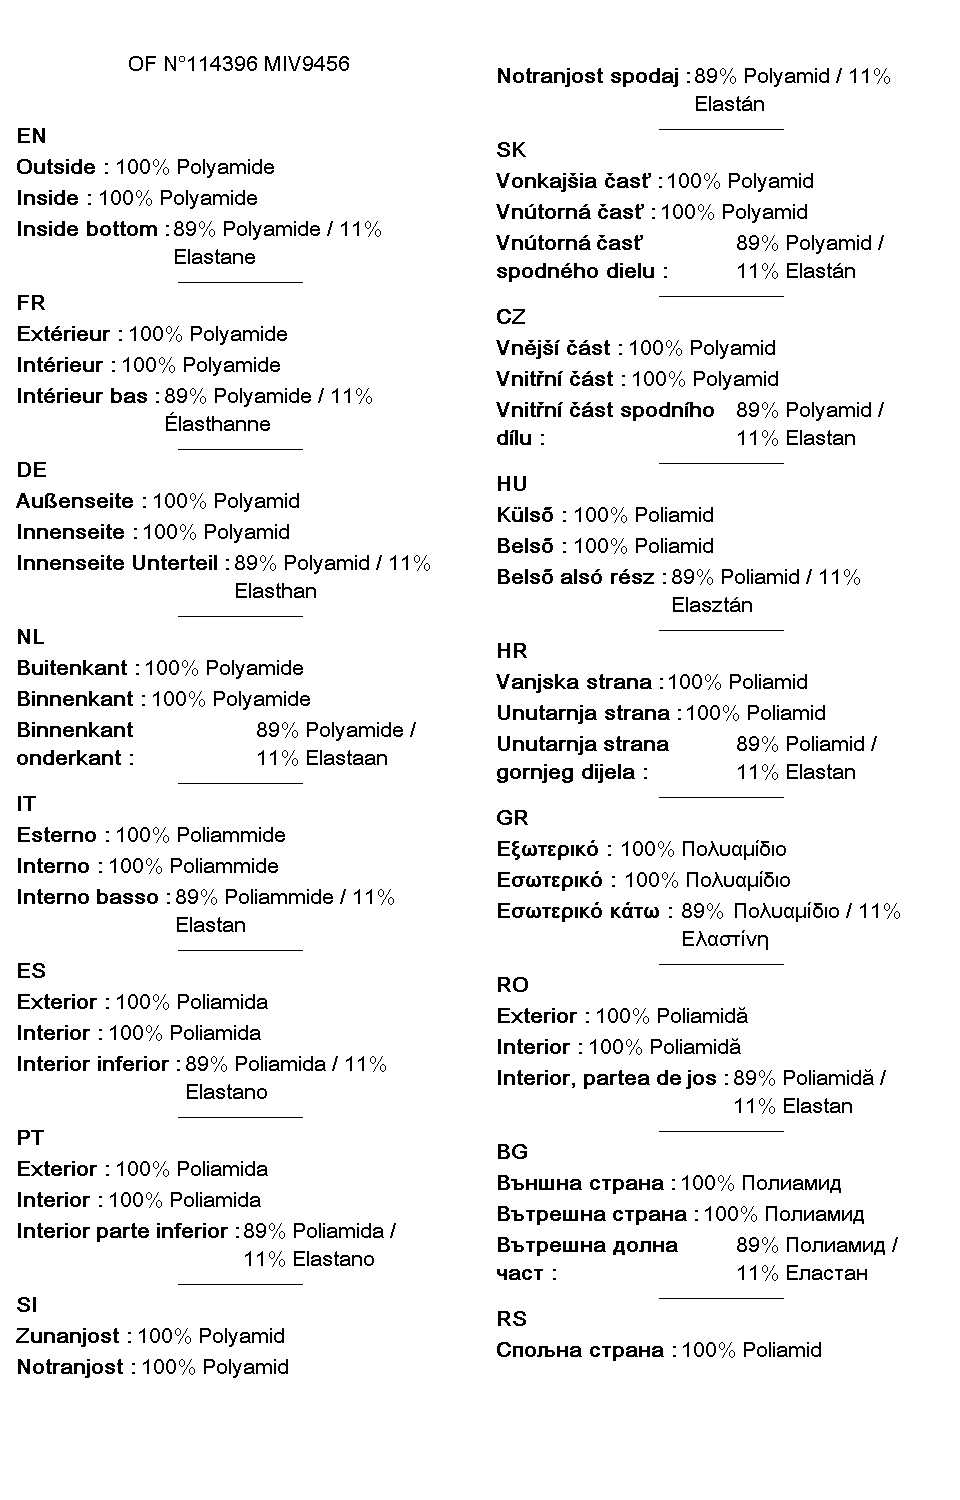 OF N°114396 MIV9456
EN
Outside : 100% Polyamide
Inside : 100% Polyamide
Inside bottom : 89% Polyamide / 11%
Elastane
FR
Extérieur : 100% Polyamide
Intérieur : 100% Polyamide
Intérieur bas : 89% Polyamide / 11%
Élasthanne
DE
Außenseite : 100% Polyamid
Innenseite : 100% Polyamid
Innenseite Unterteil : 89% Polyamid / 11%
Elasthan
NL
Buitenkant : 100% Polyamide
Binnenkant : 100% Polyamide
Binnenkant 89% Polyamide /
onderkant : 11% Elastaan
IT
Esterno : 100% Poliammide
Interno : 100% Poliammide
Interno basso : 89% Poliammide / 11%
Elastan
ES
Exterior : 100% Poliamida
Interior : 100% Poliamida
Interior inferior : 89% Poliamida / 11%
Elastano
PT
Exterior : 100% Poliamida
Interior : 100% Poliamida
Interior parte inferior : 89% Poliamida /
11% Elastano
SI
Zunanjost : 100% Polyamid
Notranjost : 100% Polyamid
Notranjost spodaj : 89% Polyamid / 11%
Elastán
SK
Vonkajšia časť : 100% Polyamid
Vnútorná časť : 100% Polyamid
Vnútorná časť 89% Polyamid /
spodného dielu : 11% Elastán
CZ
Vnější část : 100% Polyamid
Vnitřní část : 100% Polyamid
Vnitřní část spodního 89% Polyamid /
dílu : 11% Elastan
HU
Külsõ : 100% Poliamid
Belsõ : 100% Poliamid
Belsõ alsó rész : 89% Poliamid / 11%
Elasztán
HR
Vanjska strana : 100% Poliamid
Unutarnja strana : 100% Poliamid
Unutarnja strana 89% Poliamid /
gornjeg dijela : 11% Elastan
GR
Εξωτερικό : 100% Πολυαμίδιο
Εσωτερικό : 100% Πολυαμίδιο
Εσωτερικό κάτω : 89% Πολυαμίδιο / 11%
Ελαστίνη
RO
Exterior : 100% Poliamidă
Interior : 100% Poliamidă
Interior, partea de jos : 89% Poliamidă /
11% Elastan
BG
Външна страна : 100% Полиамид
Вътрешна страна : 100% Полиамид
Вътрешна долна 89% Полиамид /
част : 11% Еластан
RS
Спољна страна : 100% Poliamid